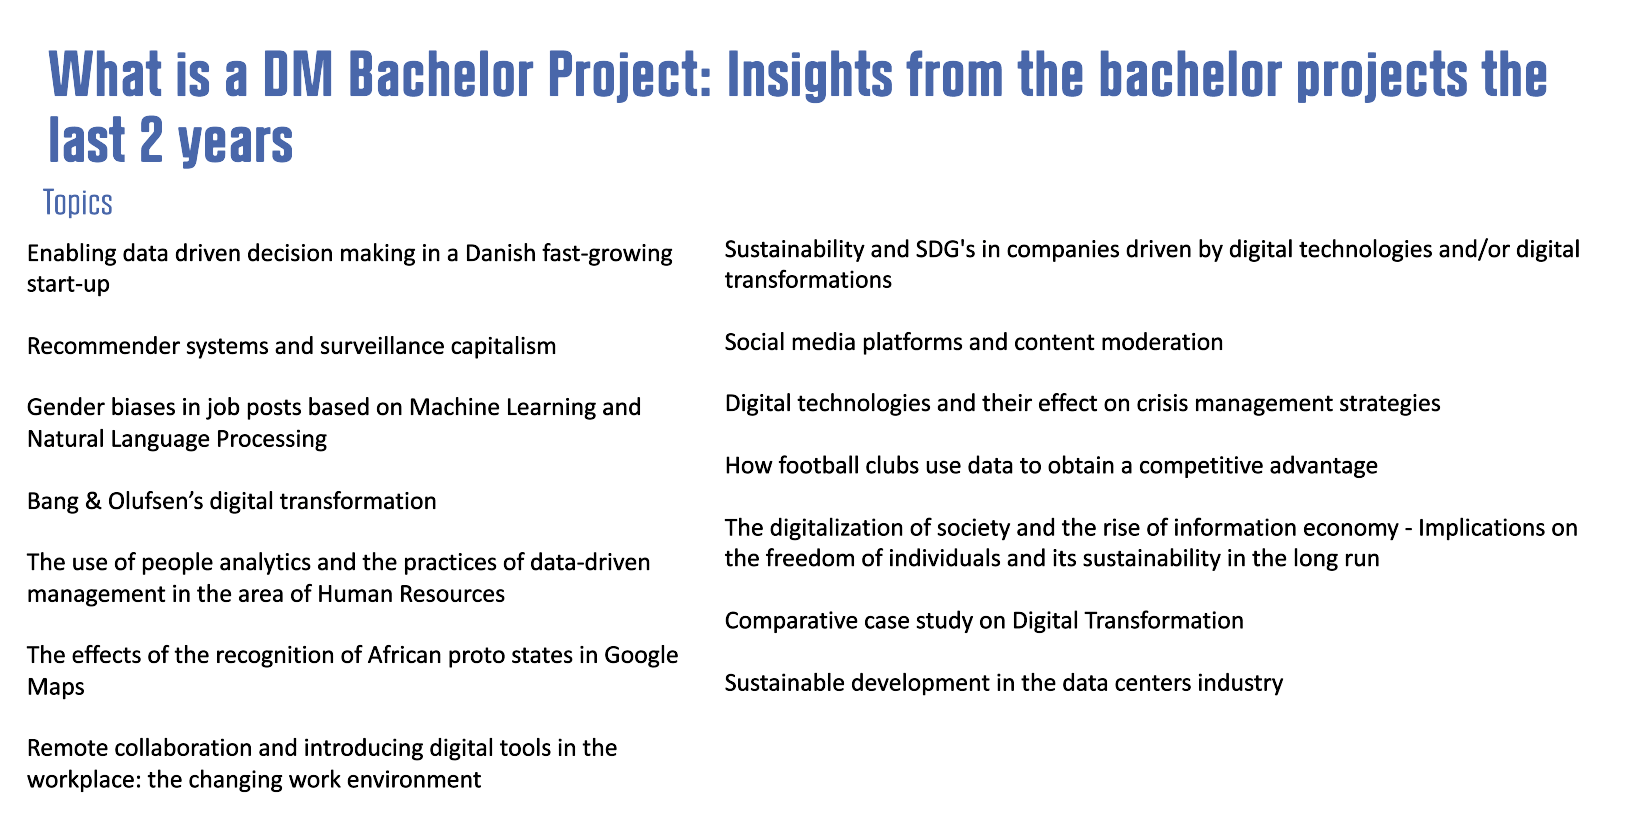 What is a DM Bachelor Project: Insights from the bachelor projects the
last 2 years
Topics
Enabling data driven decision making in a Danish fast-growing
start-up
Recommender systems and surveillance capitalism
Gender biases in job posts based on Machine Learning and
Natural Language Processing
Bang & Olufsen’s digital transformation
The use of people analytics and the practices of data-driven
management in the area of Human Resources
The effects of the recognition of African proto states in Google
Maps
Remote collaboration and introducing digital tools in the
workplace: the changing work environment
Sustainability and SDG's in companies driven by digital technologies and/or digital
transformations
Social media platforms and content moderation
Digital technologies and their effect on crisis management strategies
How football clubs use data to obtain a competitive advantage
The digitalization of society and the rise of information economy - Implications on
the freedom of individuals and its sustainability in the long run
Comparative case study on Digital Transformation
Sustainable development in the data centers industry